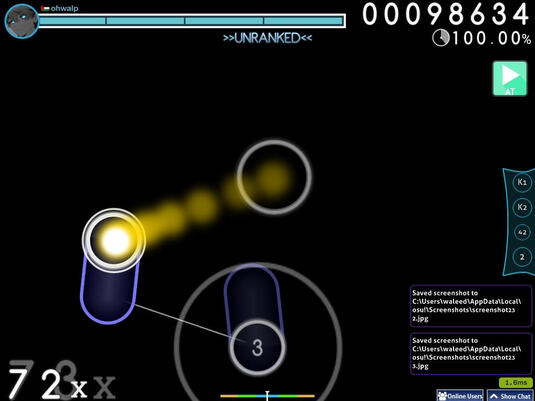 ohwalp
00098634
>>UNRANKED<<
100.00%
AT
K1
K2
42
2
Saved screenshot to
C:\Users\waleed\AppData\Local\
osu!\Screenshots\screenshot23
2.jpg
Saved screenshot to
C:\Users\waleed\AppData\Local\
osu!\Screenshots\screenshot23
3.jpg
3
1.6ms
Online Users
Show Chat